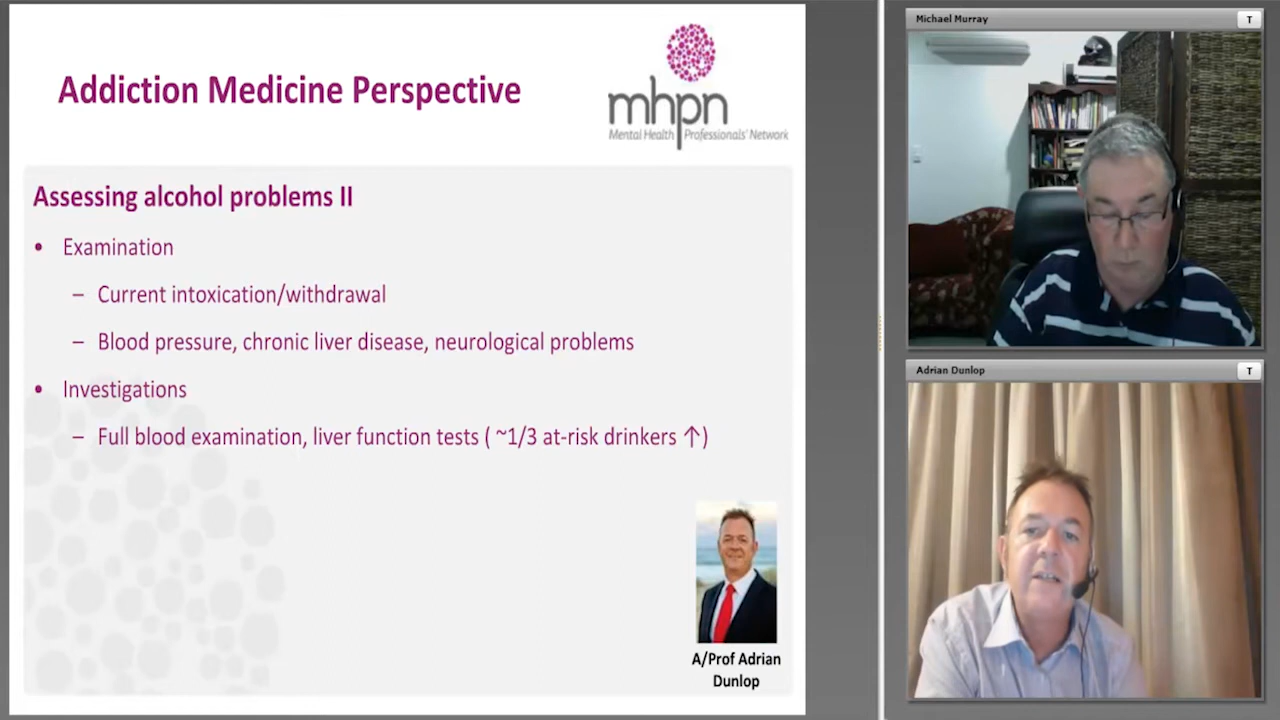 Addiction Medicine Perspective
mhpn
Mental Health Professionals' Network
Assessing alcohol problems II
• Examination
– Current intoxication/withdrawal
– Blood pressure, chronic liver disease, neurological problems
• Investigations
– Full blood examination, liver function tests ( ~1/3 at-risk drinkers ↑)
A/Prof Adrian
Dunlop
Michael Murray
T
Adrian Dunlop
T